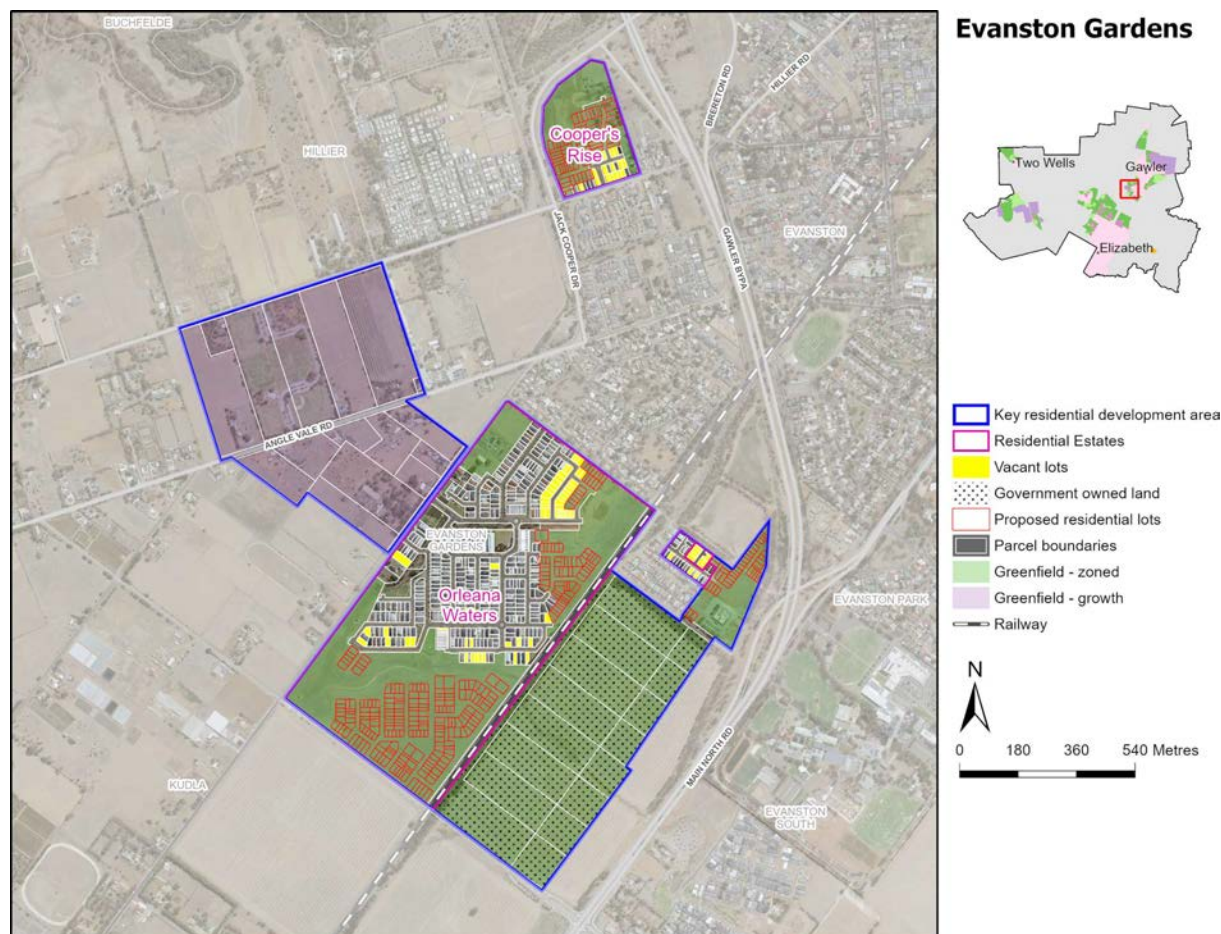 Evanston Gardens
BUCHFELDE
HILLIER
Cooper's
Rise
BRERETON RD
HILLIER RD
JACK COOPER DR
GAWLER BYPA
EVANSTON
ANGLE VALE RD
EVANSTON
GARDENS
Orleana
Waters
EVANSTON PARK
MAIN NORTH RD
KUDLA
EVANSTON
SOUTH
Two Wells
Gawler
Elizabeth
Key residential development area
Residential Estates
Vacant lots
Government owned land
Proposed residential lots
Parcel boundaries
Greenfield - zoned
Greenfield - growth
Railway
N
0 180 360 540 Metres